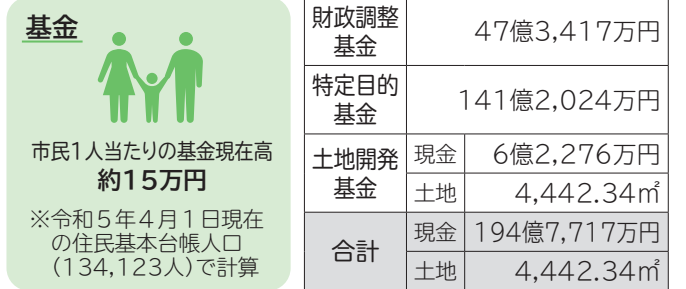 基金
市民1人当たりの基金現在高
約15万円
※令和5年4月1日現在
の住民基本台帳人口
(134,123人)で計算
財政調整
基金
47億3,417万円
特定目的
基金
141億2,024万円
土地開発
基金
現金 6億2,276万円
土地 4,442.34㎡
合計
現金 194億7,717万円
土地 4,442.34㎡